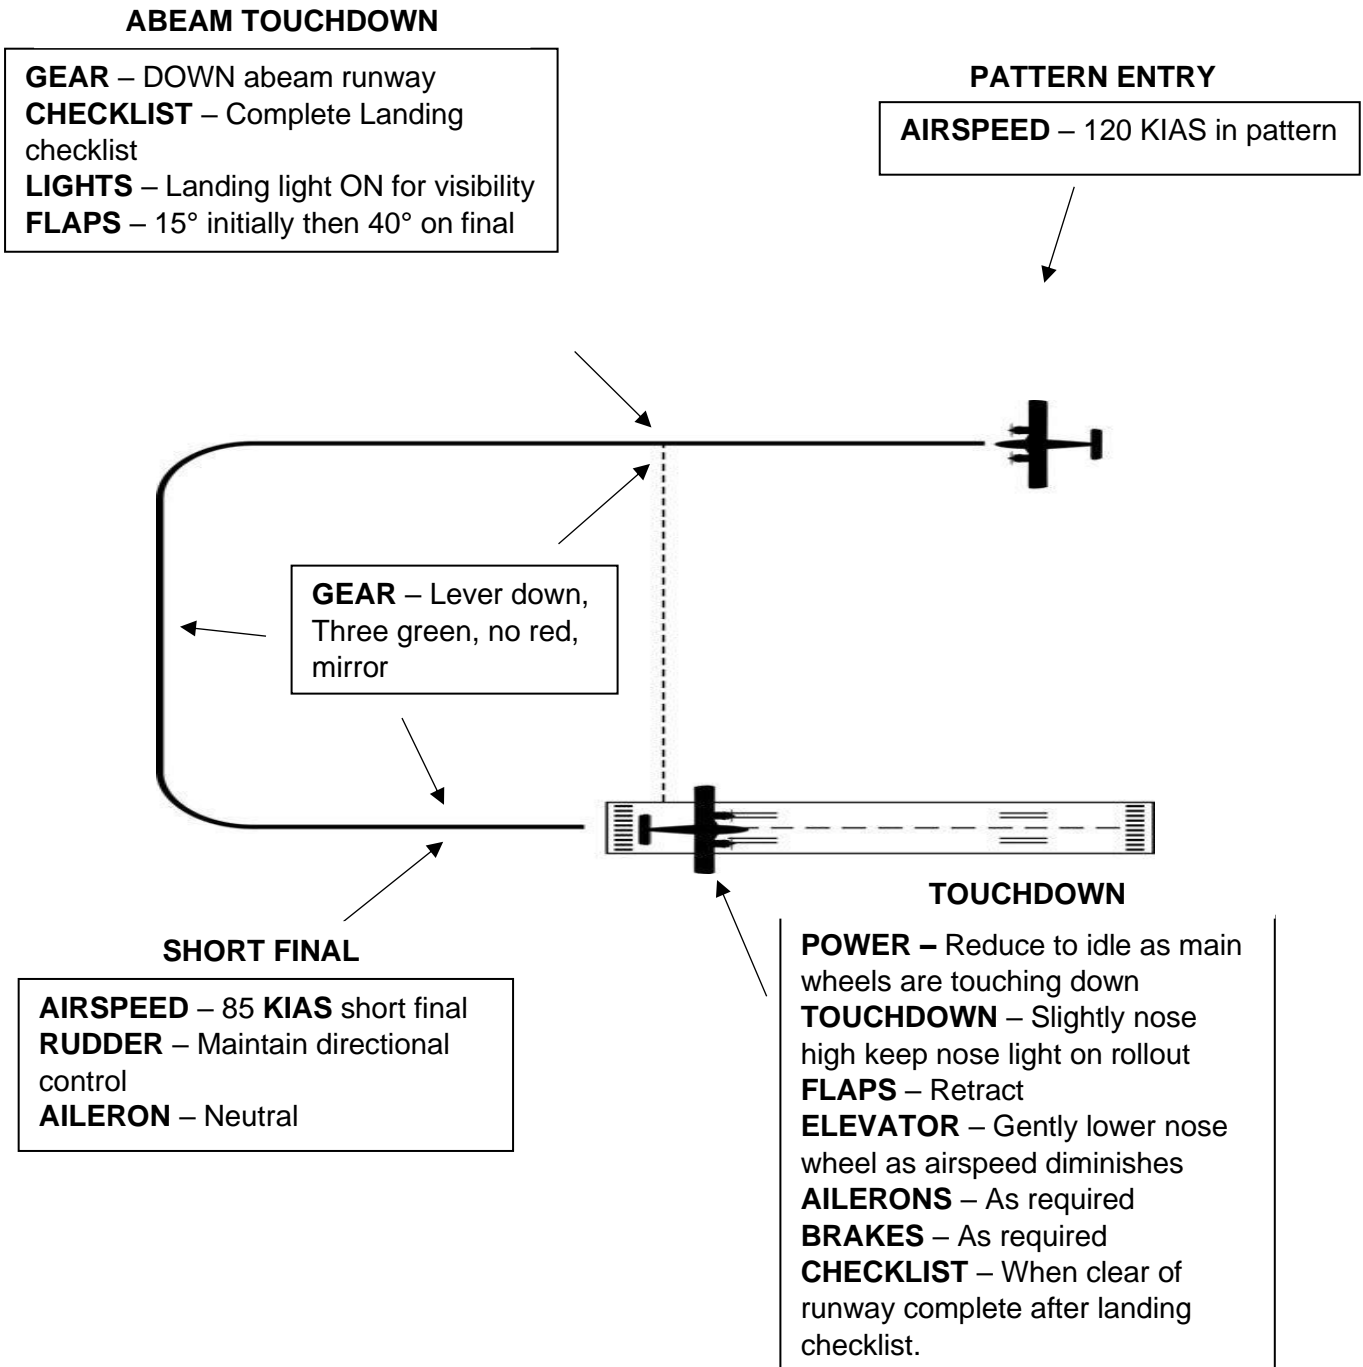 ABEAM TOUCHDOWN
GEAR – DOWN abeam runway
CHECKLIST – Complete Landing
checklist
LIGHTS – Landing light ON for visibility
FLAPS – 15° initially then 40° on final
PATTERN ENTRY
AIRSPEED – 120 KIAS in pattern
GEAR – Lever down,
Three green, no red,
mirror
SHORT FINAL
AIRSPEED – 85 KIAS short final
RUDDER – Maintain directional
control
AILERON – Neutral
TOUCHDOWN
POWER – Reduce to idle as main
wheels are touching down
TOUCHDOWN – Slightly nose
high keep nose light on rollout
FLAPS – Retract
ELEVATOR – Gently lower nose
wheel as airspeed diminishes
AILERONS – As required
BRAKES – As required
CHECKLIST – When clear of
runway complete after landing
checklist.